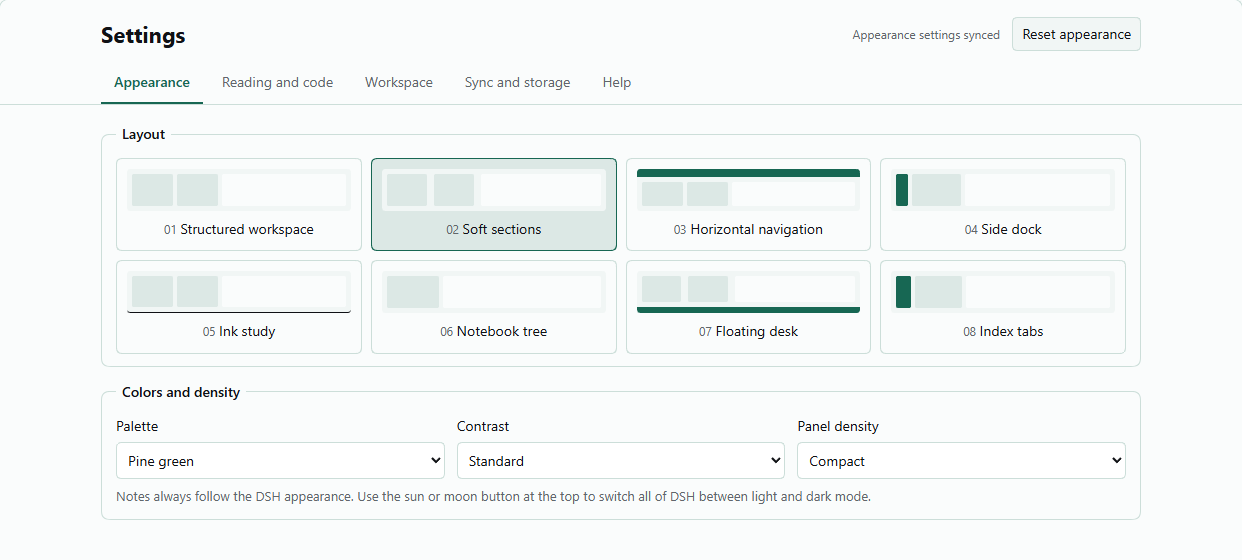 Settings
Appearance settings synced
Reset appearance
Appearance
Reading and code
Workspace
Sync and storage
Help
Layout
01 Structured workspace
02 Soft sections
03 Horizontal navigation
04 Side dock
05 Ink study
06 Notebook tree
07 Floating desk
08 Index tabs
Colors and density
Palette
Contrast
Panel density
Pine green
Standard
Compact
Notes always follow the DSH appearance. Use the sun or moon button at the top to switch all of DSH between light and dark mode.